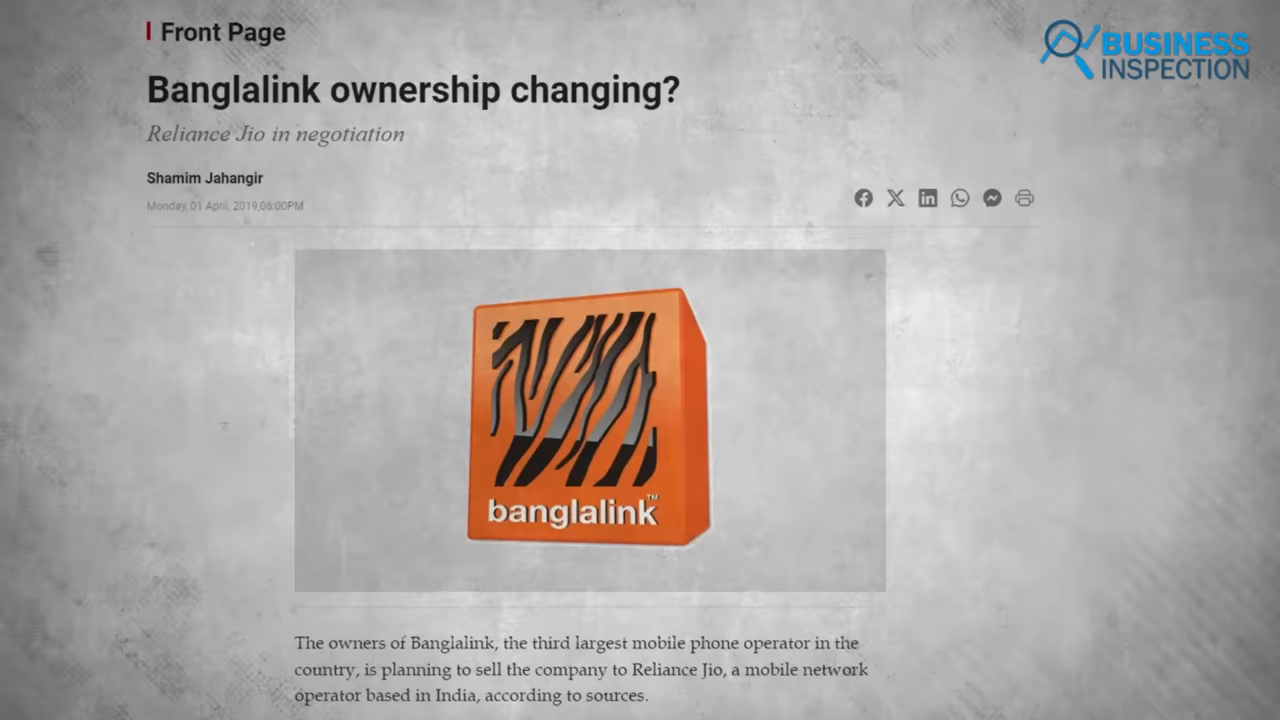 Front Page
BUSINESS
INSPECTION
Banglalink ownership changing?
Reliance Jio in negotiation
Shamim Jahangir
Monday, 01 April, 2019,08:00PM
banglalink™
The owners of Banglalink, the third largest mobile phone operator in the
country, is planning to sell the company to Reliance Jio, a mobile network
operator based in India, according to sources.